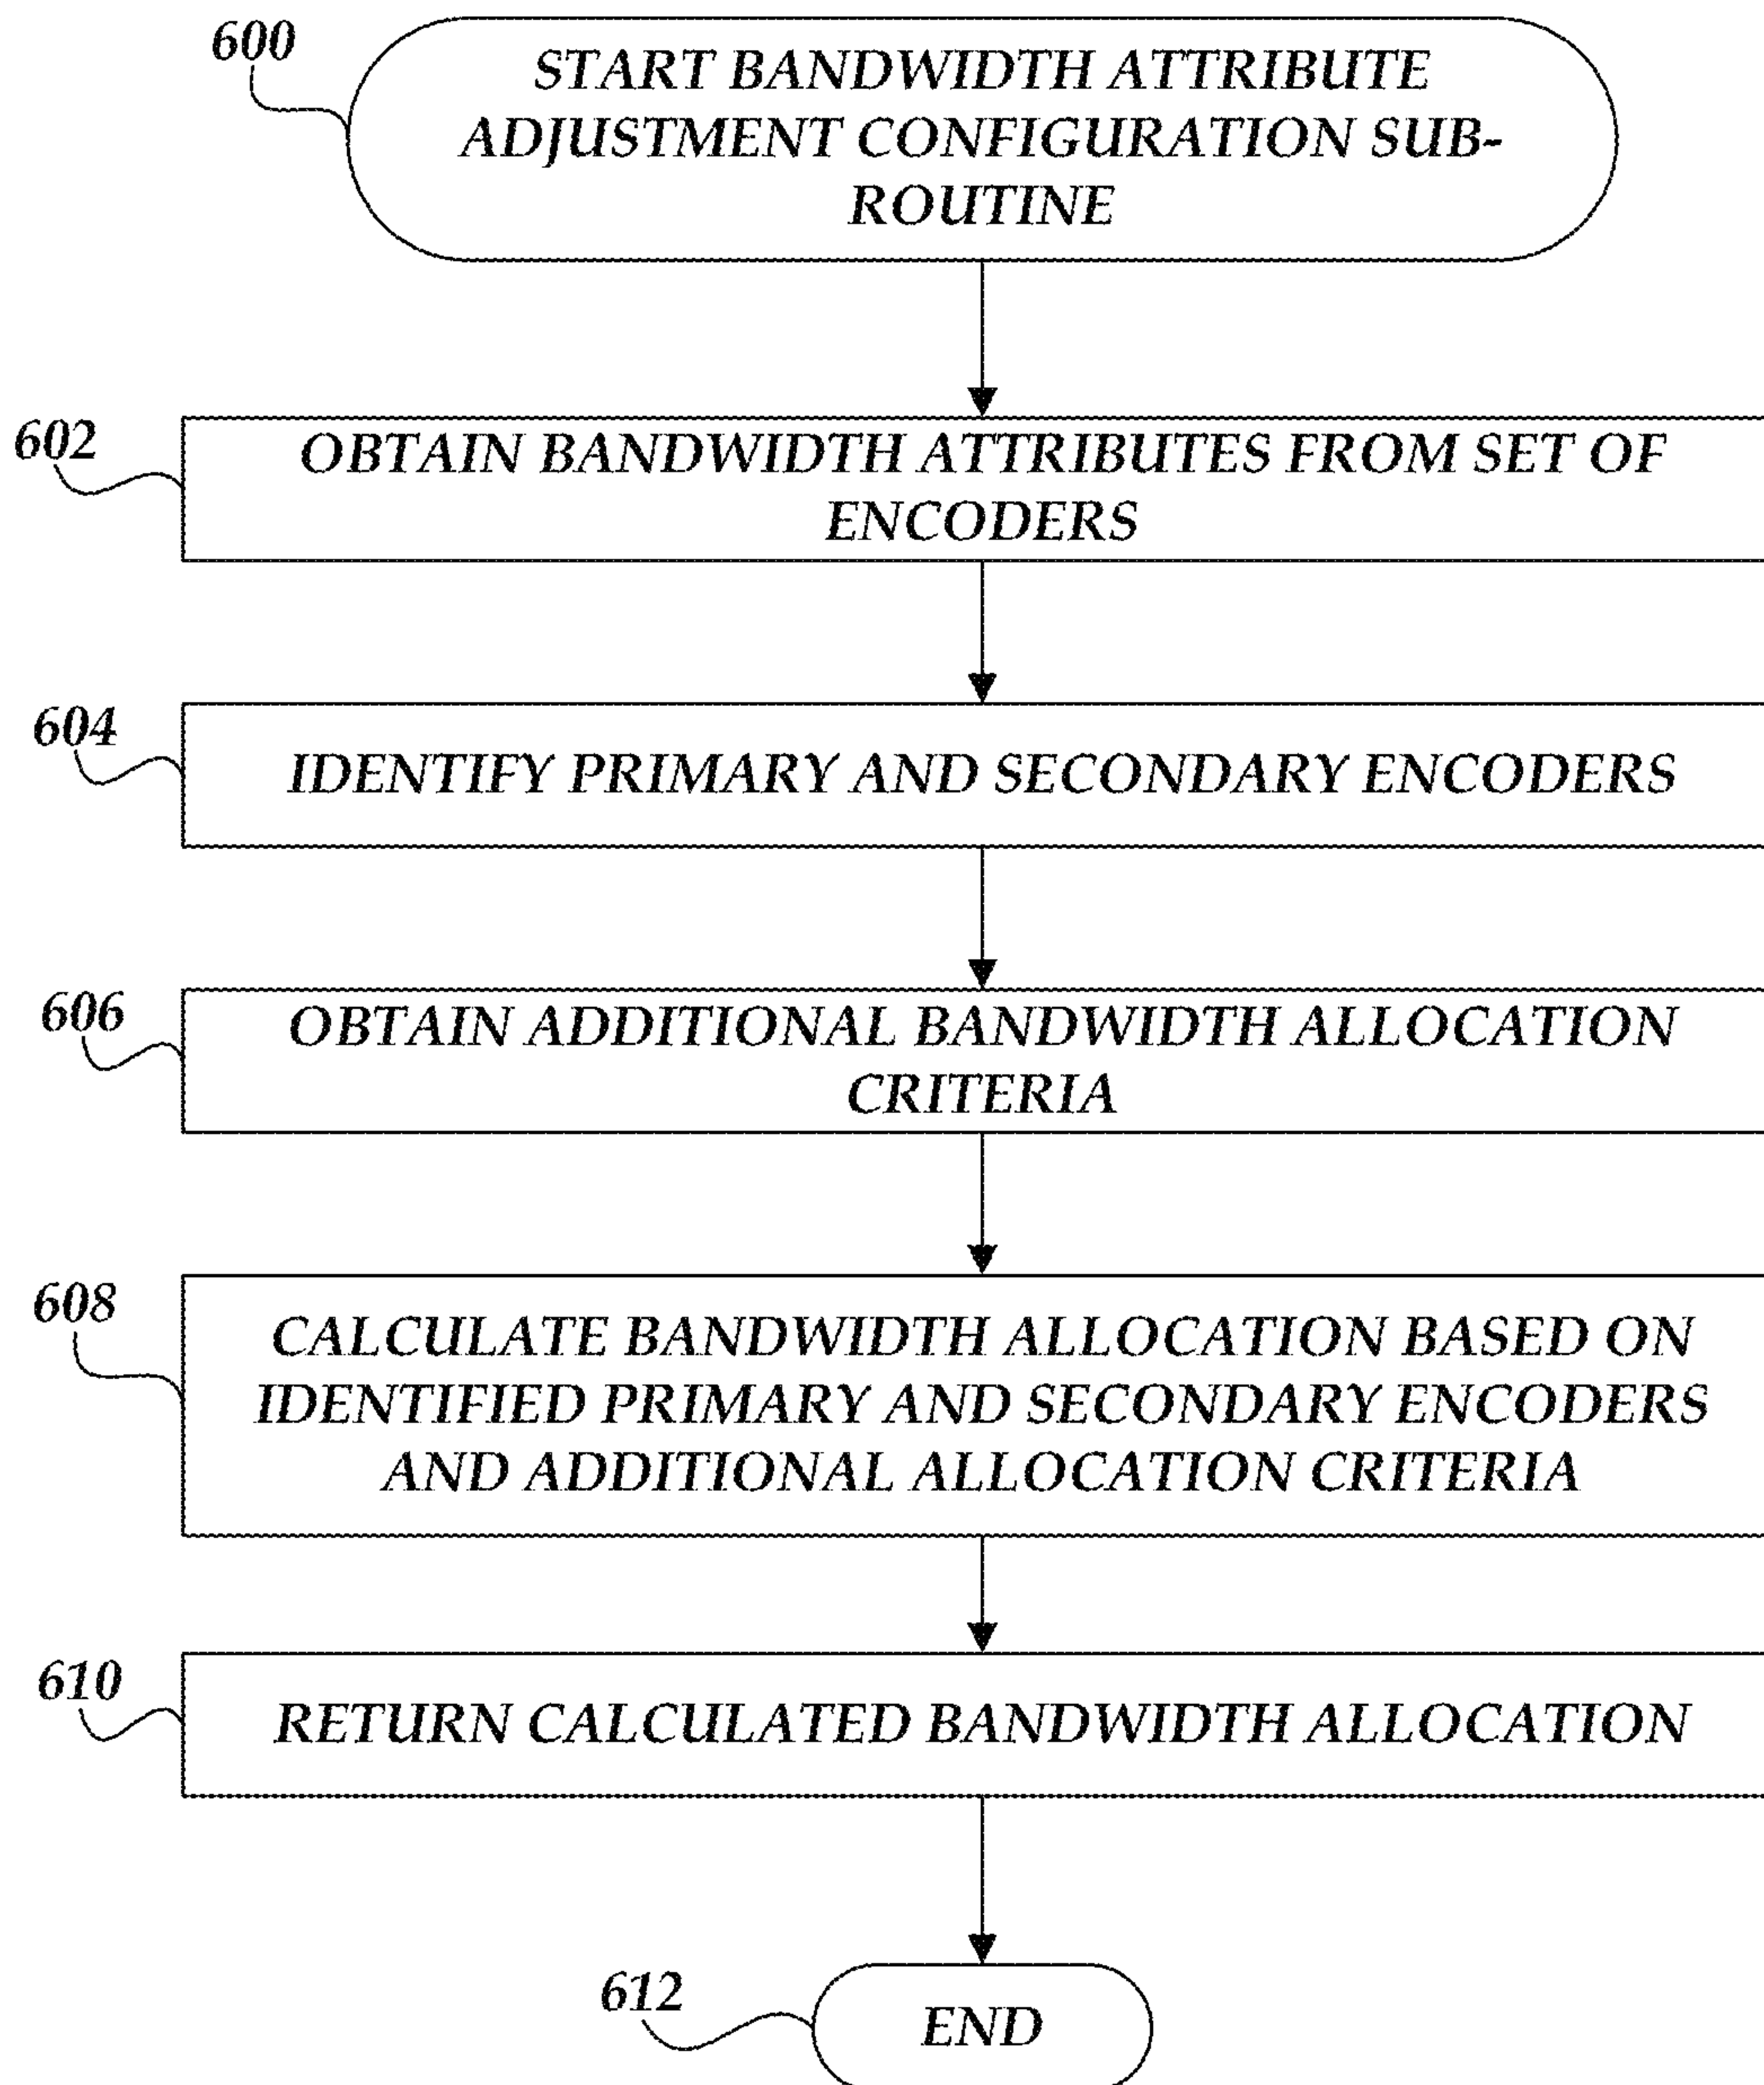 600
START BANDWIDTH ATTRIBUTE
ADJUSTMENT CONFIGURATION SUB-
ROUTINE
602
OBTAIN BANDWIDTH ATTRIBUTES FROM SET OF
ENCODERS
604
IDENTIFY PRIMARY AND SECONDARY ENCODERS
606
OBTAIN ADDITIONAL BANDWIDTH ALLOCATION
CRITERIA
608
CALCULATE BANDWIDTH ALLOCATION BASED ON
IDENTIFIED PRIMARY AND SECONDARY ENCODERS
AND ADDITIONAL ALLOCATION CRITERIA
610
RETURN CALCULATED BANDWIDTH ALLOCATION
612
END